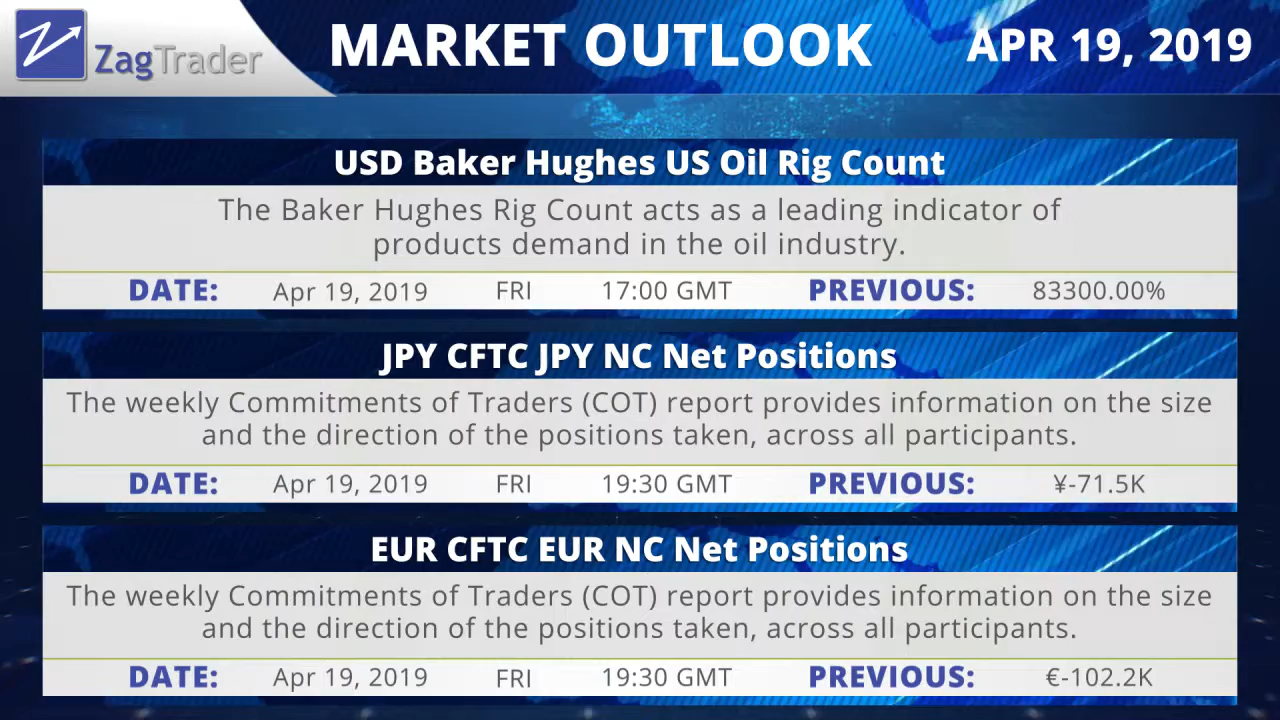 ZagTrader
MARKET OUTLOOK
APR 19, 2019
USD Baker Hughes US Oil Rig Count
The Baker Hughes Rig Count acts as a leading indicator of
products demand in the oil industry.
DATE: Apr 19, 2019 FRI 17:00 GMT PREVIOUS: 83300.00%
JPY CFTC JPY NC Net Positions
The weekly Commitments of Traders (COT) report provides information on the size
and the direction of the positions taken, across all participants.
DATE: Apr 19, 2019 FRI 19:30 GMT PREVIOUS: ¥-71.5K
EUR CFTC EUR NC Net Positions
The weekly Commitments of Traders (COT) report provides information on the size
and the direction of the positions taken, across all participants.
DATE: Apr 19, 2019 FRI 19:30 GMT PREVIOUS: €-102.2K